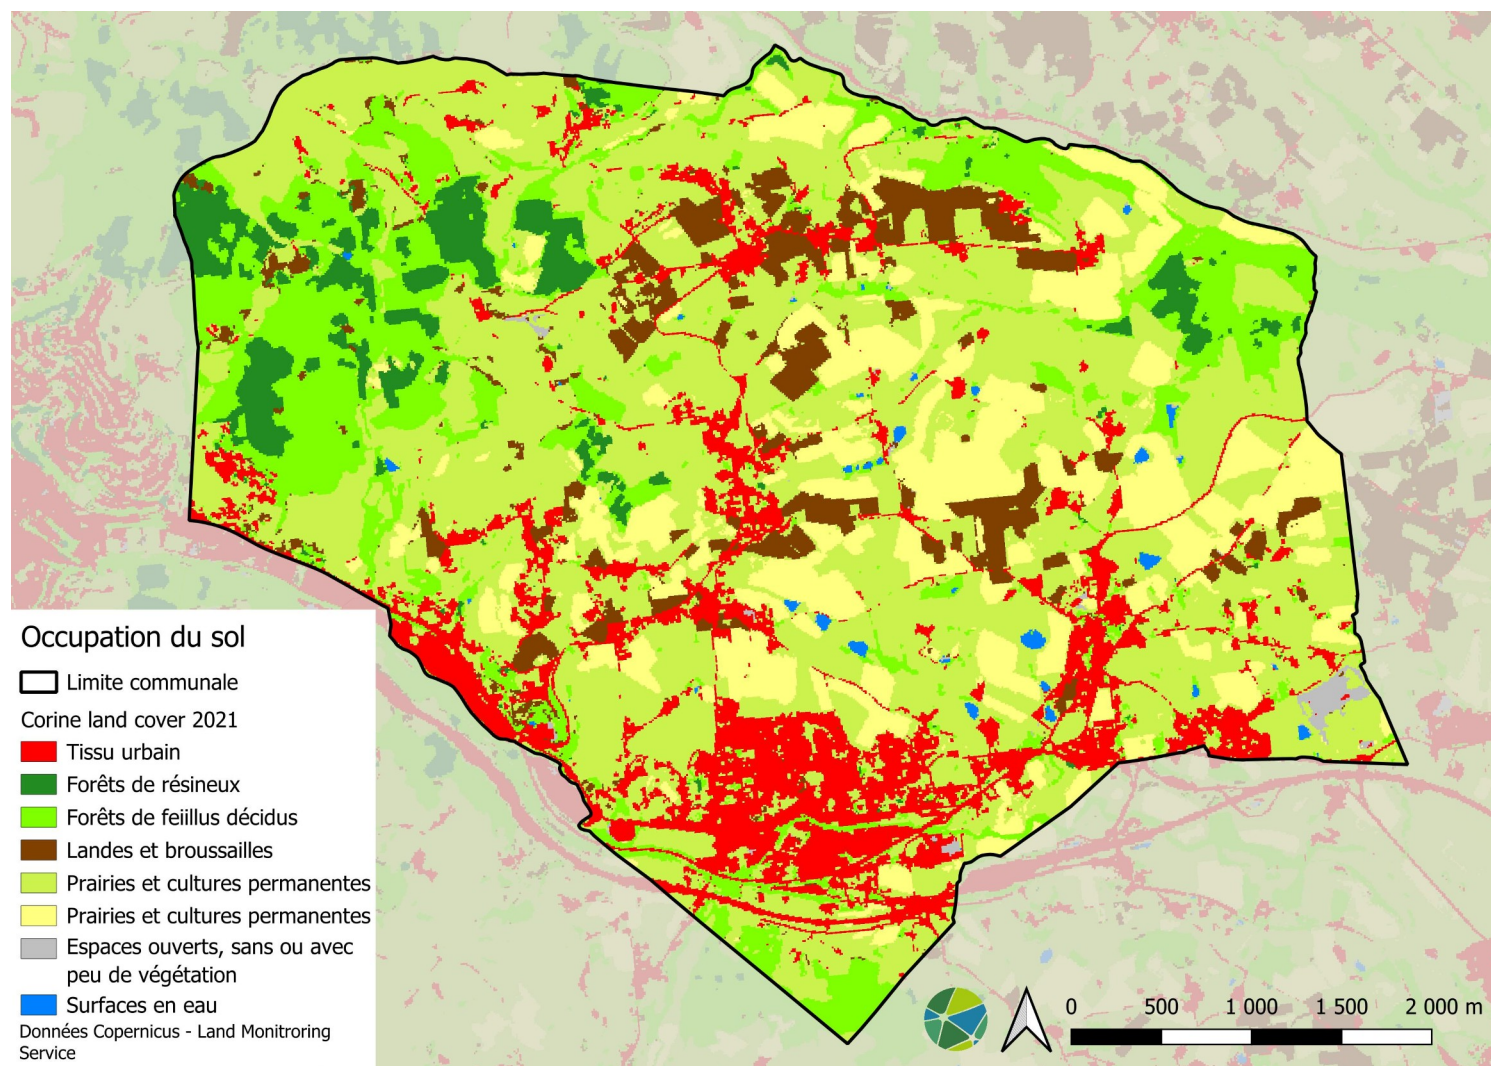 Occupation du sol
Limite communale
Corine land cover 2021
Tissu urbain
Forêts de résineux
Forêts de feiillus décidus
Landes et broussailles
Prairies et cultures permanentes
Prairies et cultures permanentes
Espaces ouverts, sans ou avec
peu de végétation
Surfaces en eau
Données Copernicus - Land Monitroring
Service
0 500 1 000 1 500 2 000 m